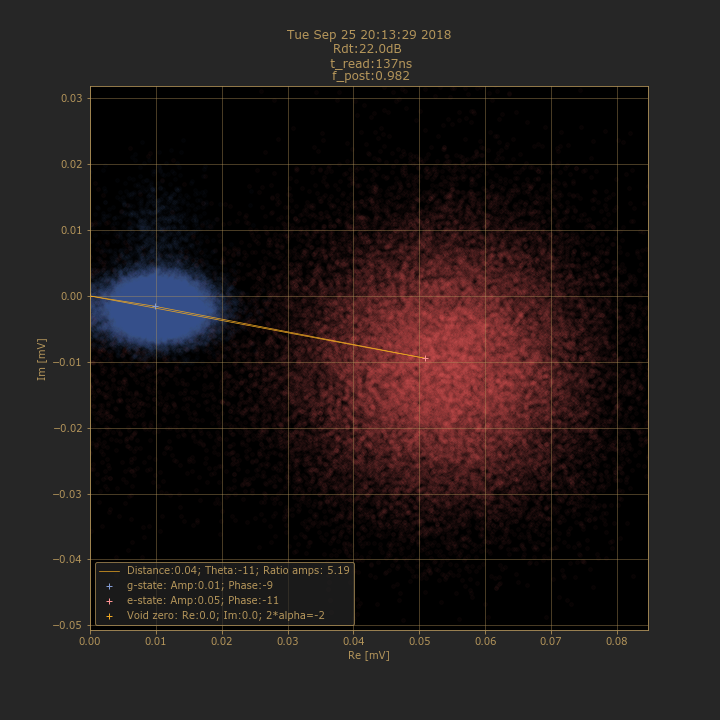 Tue Sep 25 20:13:29 2018
Rdt:22.0dB
t_read:137ns
f_post:0.982
0.03
0.02
0.01
0.00
−0.01
−0.02
−0.03
−0.04
−0.05
Im [mV]
Distance:0.04; Theta:-11; Ratio amps: 5.19
g-state: Amp:0.01; Phase:-9
e-state: Amp:0.05; Phase:-11
Void zero: Re:0.0; Im:0.0; 2*alpha=-2
0.00 0.01 0.02 0.03 0.04 0.05 0.06 0.07 0.08
Re [mV]